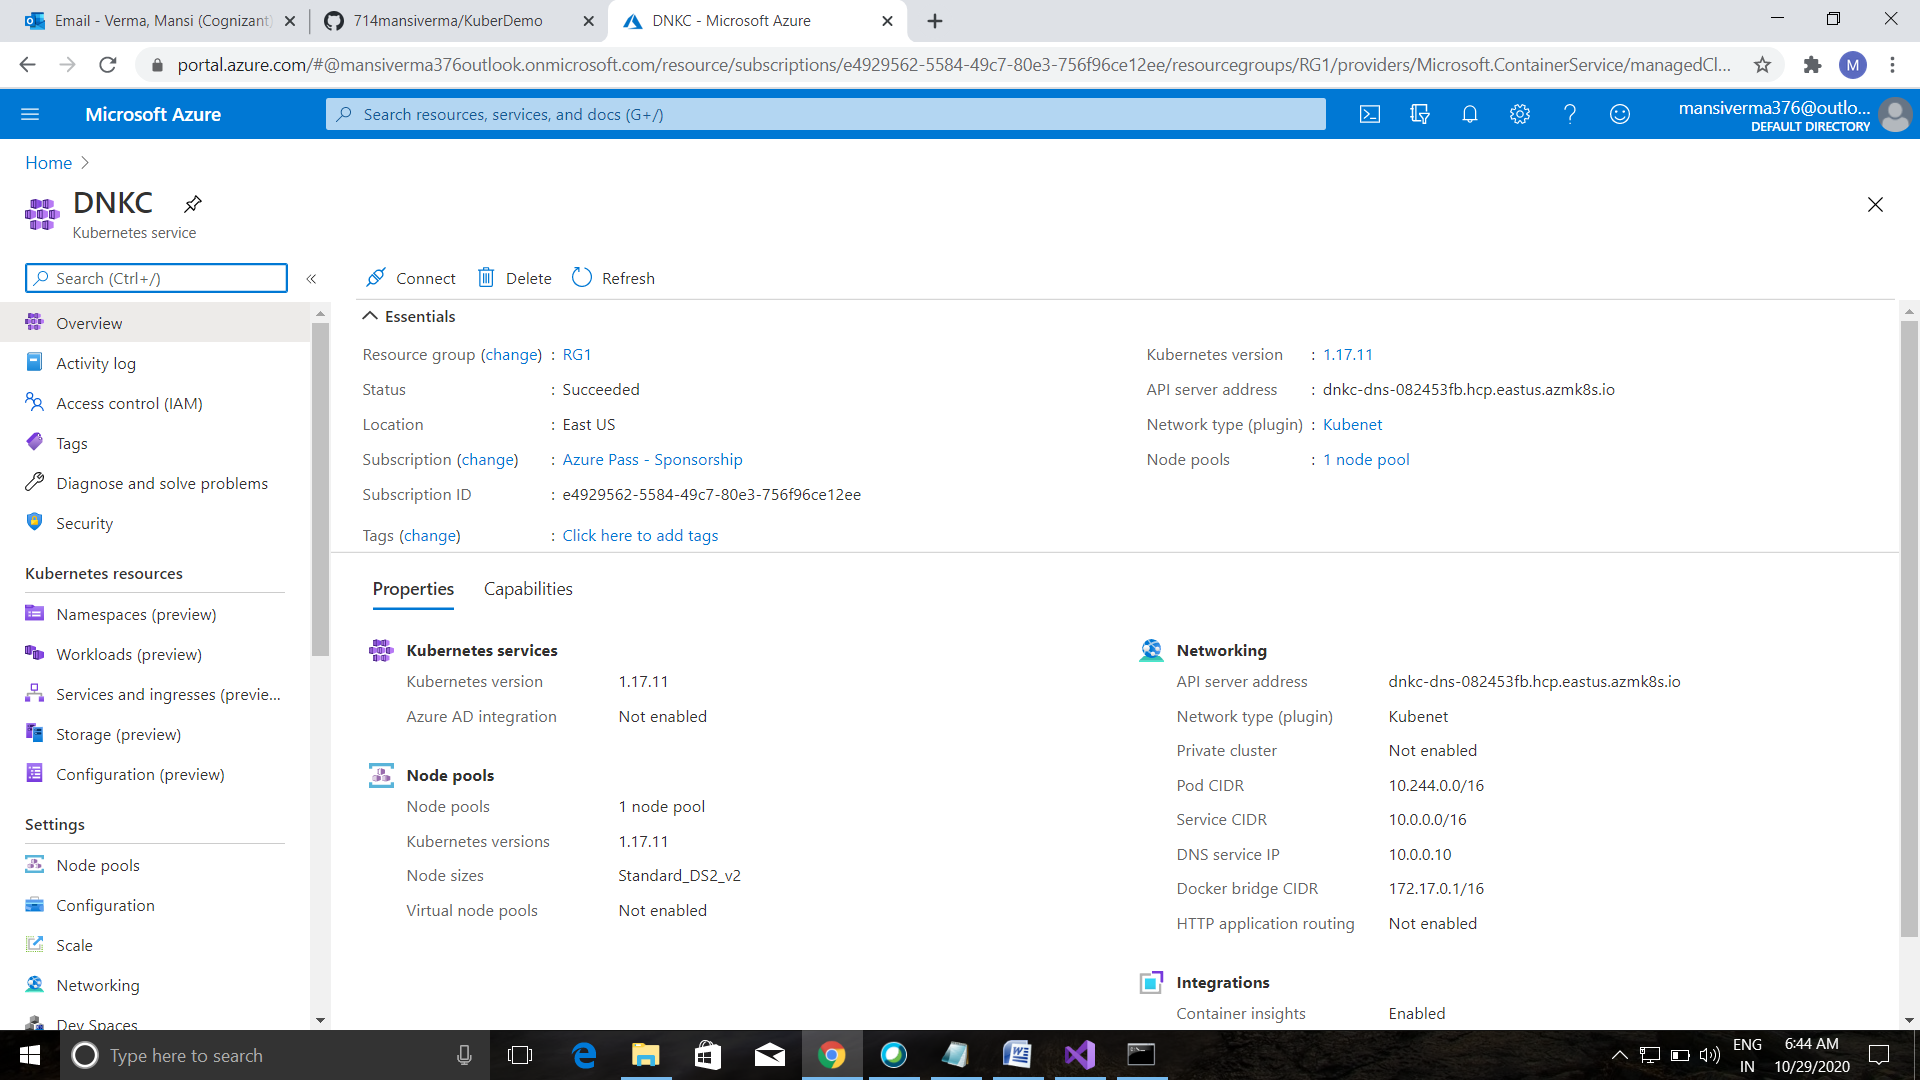 Email - Verma, Mansi (Cognizant)
714mansiverma/KuberDemo
DNKC - Microsoft Azure
portal.azure.com/#@mansiverma376outlook.onmicrosoft.com/resource/subscriptions/e4929562-5584-49c7-80e3-756f96ce12ee/resourcegroups/RG1/providers/Microsoft.ContainerService/managedCl...
M
Microsoft Azure
Search resources, services, and docs (G+/)
mansiverma376@outlo...
DEFAULT DIRECTORY
Home
DNKC
Kubernetes service
Search (Ctrl+/)
«
Connect
Delete
Refresh
Overview
Activity log
Access control (IAM)
Tags
Diagnose and solve problems
Security
Kubernetes resources
Namespaces (preview)
Workloads (preview)
Services and ingresses (previe...
Storage (preview)
Configuration (preview)
Settings
Node pools
Configuration
Scale
Networking
Dev Spaces
Essentials
Resource group (change) : RG1
Status : Succeeded
Location : East US
Subscription (change) : Azure Pass - Sponsorship
Subscription ID : e4929562-5584-49c7-80e3-756f96ce12ee
Tags (change) : Click here to add tags
Kubernetes version : 1.17.11
API server address : dnkc-dns-082453fb.hcp.eastus.azmk8s.io
Network type (plugin) : Kubenet
Node pools : 1 node pool
Properties
Capabilities
Kubernetes services
Kubernetes version 1.17.11
Azure AD integration Not enabled
Node pools
Node pools 1 node pool
Kubernetes versions 1.17.11
Node sizes Standard_DS2_v2
Virtual node pools Not enabled
Networking
API server address dnkc-dns-082453fb.hcp.eastus.azmk8s.io
Network type (plugin) Kubenet
Private cluster Not enabled
Pod CIDR 10.244.0.0/16
Service CIDR 10.0.0.0/16
DNS service IP 10.0.0.10
Docker bridge CIDR 172.17.0.1/16
HTTP application routing Not enabled
Integrations
Container insights Enabled
Type here to search
ENG
IN
6:44 AM
10/29/2020